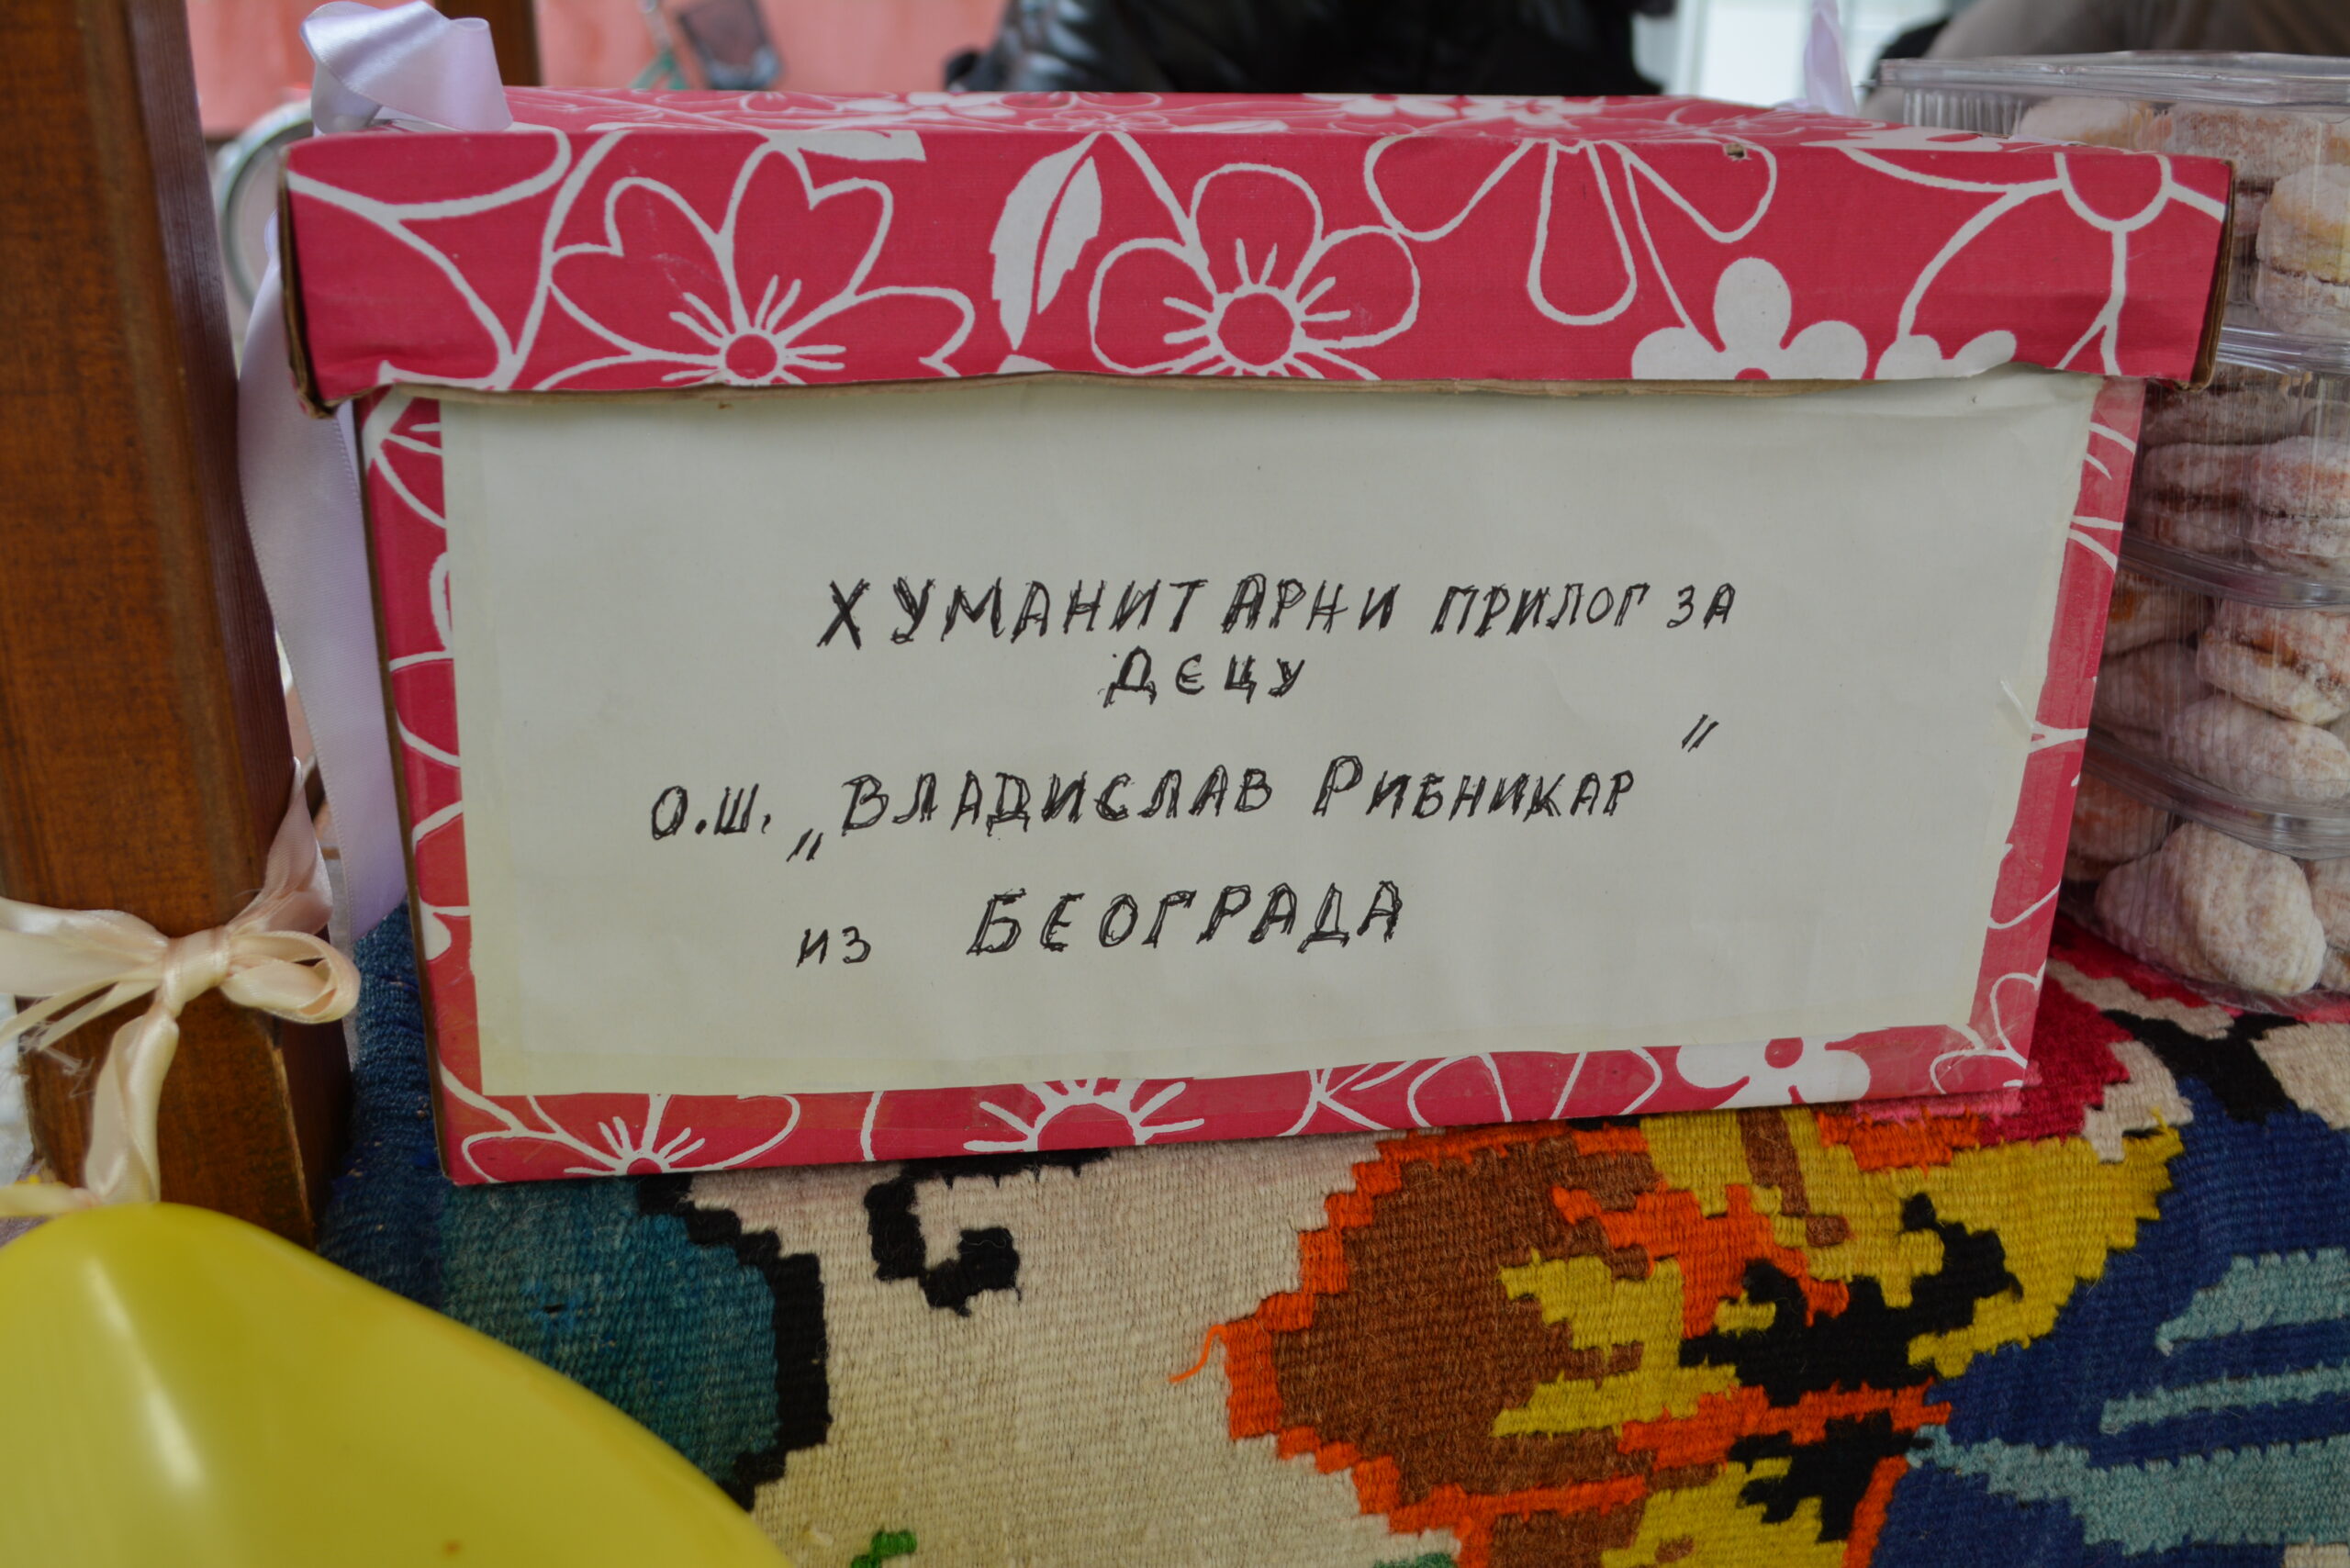 ХУМАНИТАРНИ ПРИЛОГ ЗА
ДЕЦУ
О.Ш. „ВЛАДИСЛАВ РИБНИКАР"
ИЗ БЕОГРАДА